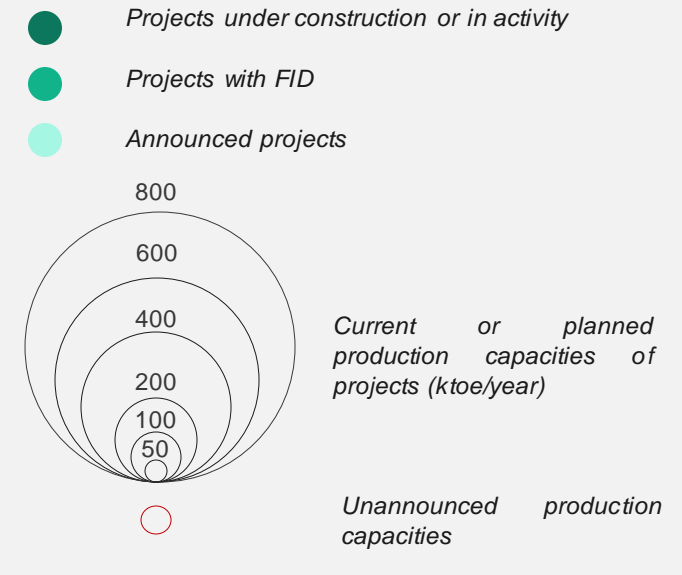 Projects under construction or in activity
Projects with FID
Announced projects
800
600
400
200
100
50
Current or planned
production capacities of
projects (ktoe/year)
Unannounced production
capacities